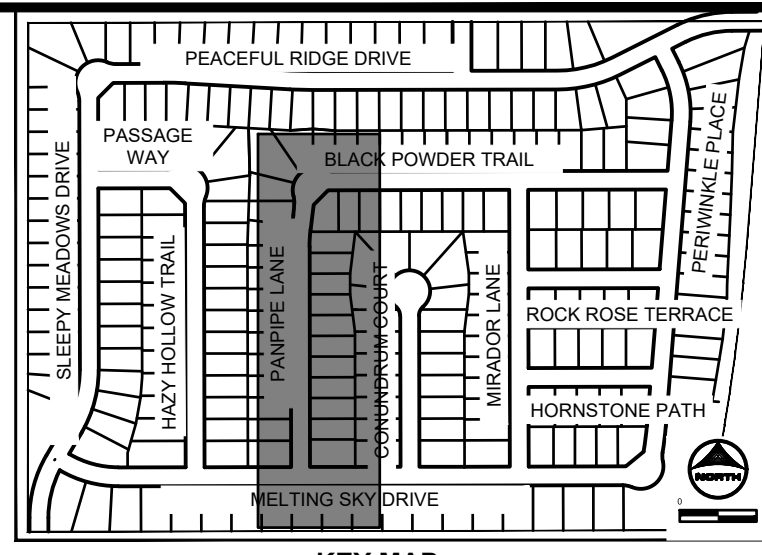 PEACEFUL RIDGE DRIVE
PASSAGE
WAY
BLACK POWDER TRAIL
PERIWINKLE PLACE
SLEEPY MEADOWS DRIVE
HAZY HOLLOW TRAIL
PANPIPE LANE
CONUNDRUM COURT
MIRADOR LANE
ROCK ROSE TERRACE
HORNSTONE PATH
MELTING SKY DRIVE
NORTH
0
KEY MAP